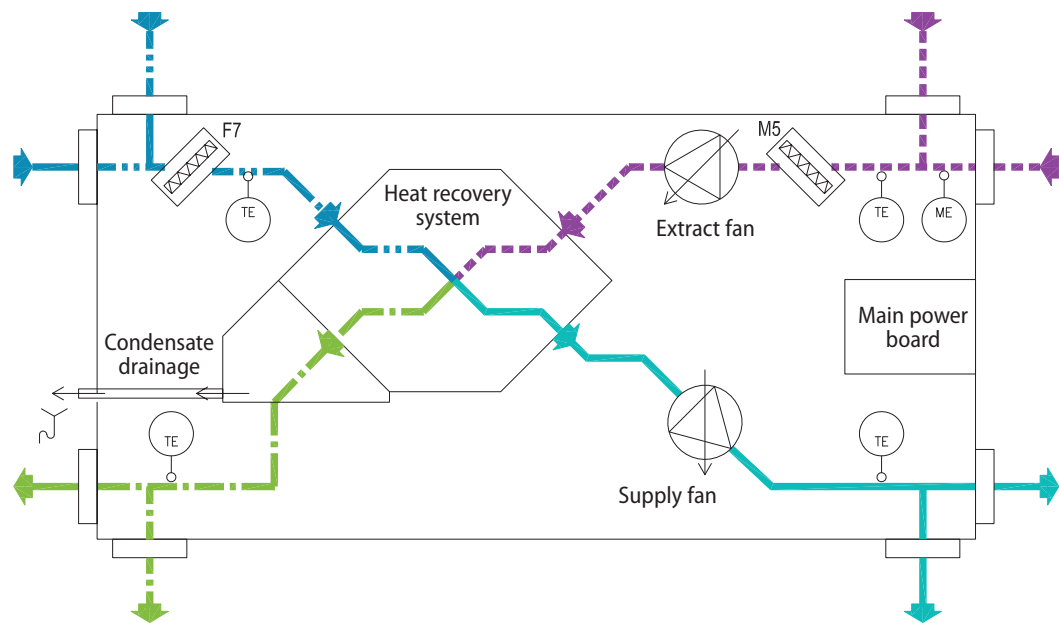 F7
M5
TE
Heat recovery
system
Extract fan
TE
ME
Main power
board
Condensate
drainage
TE
TE
Supply fan